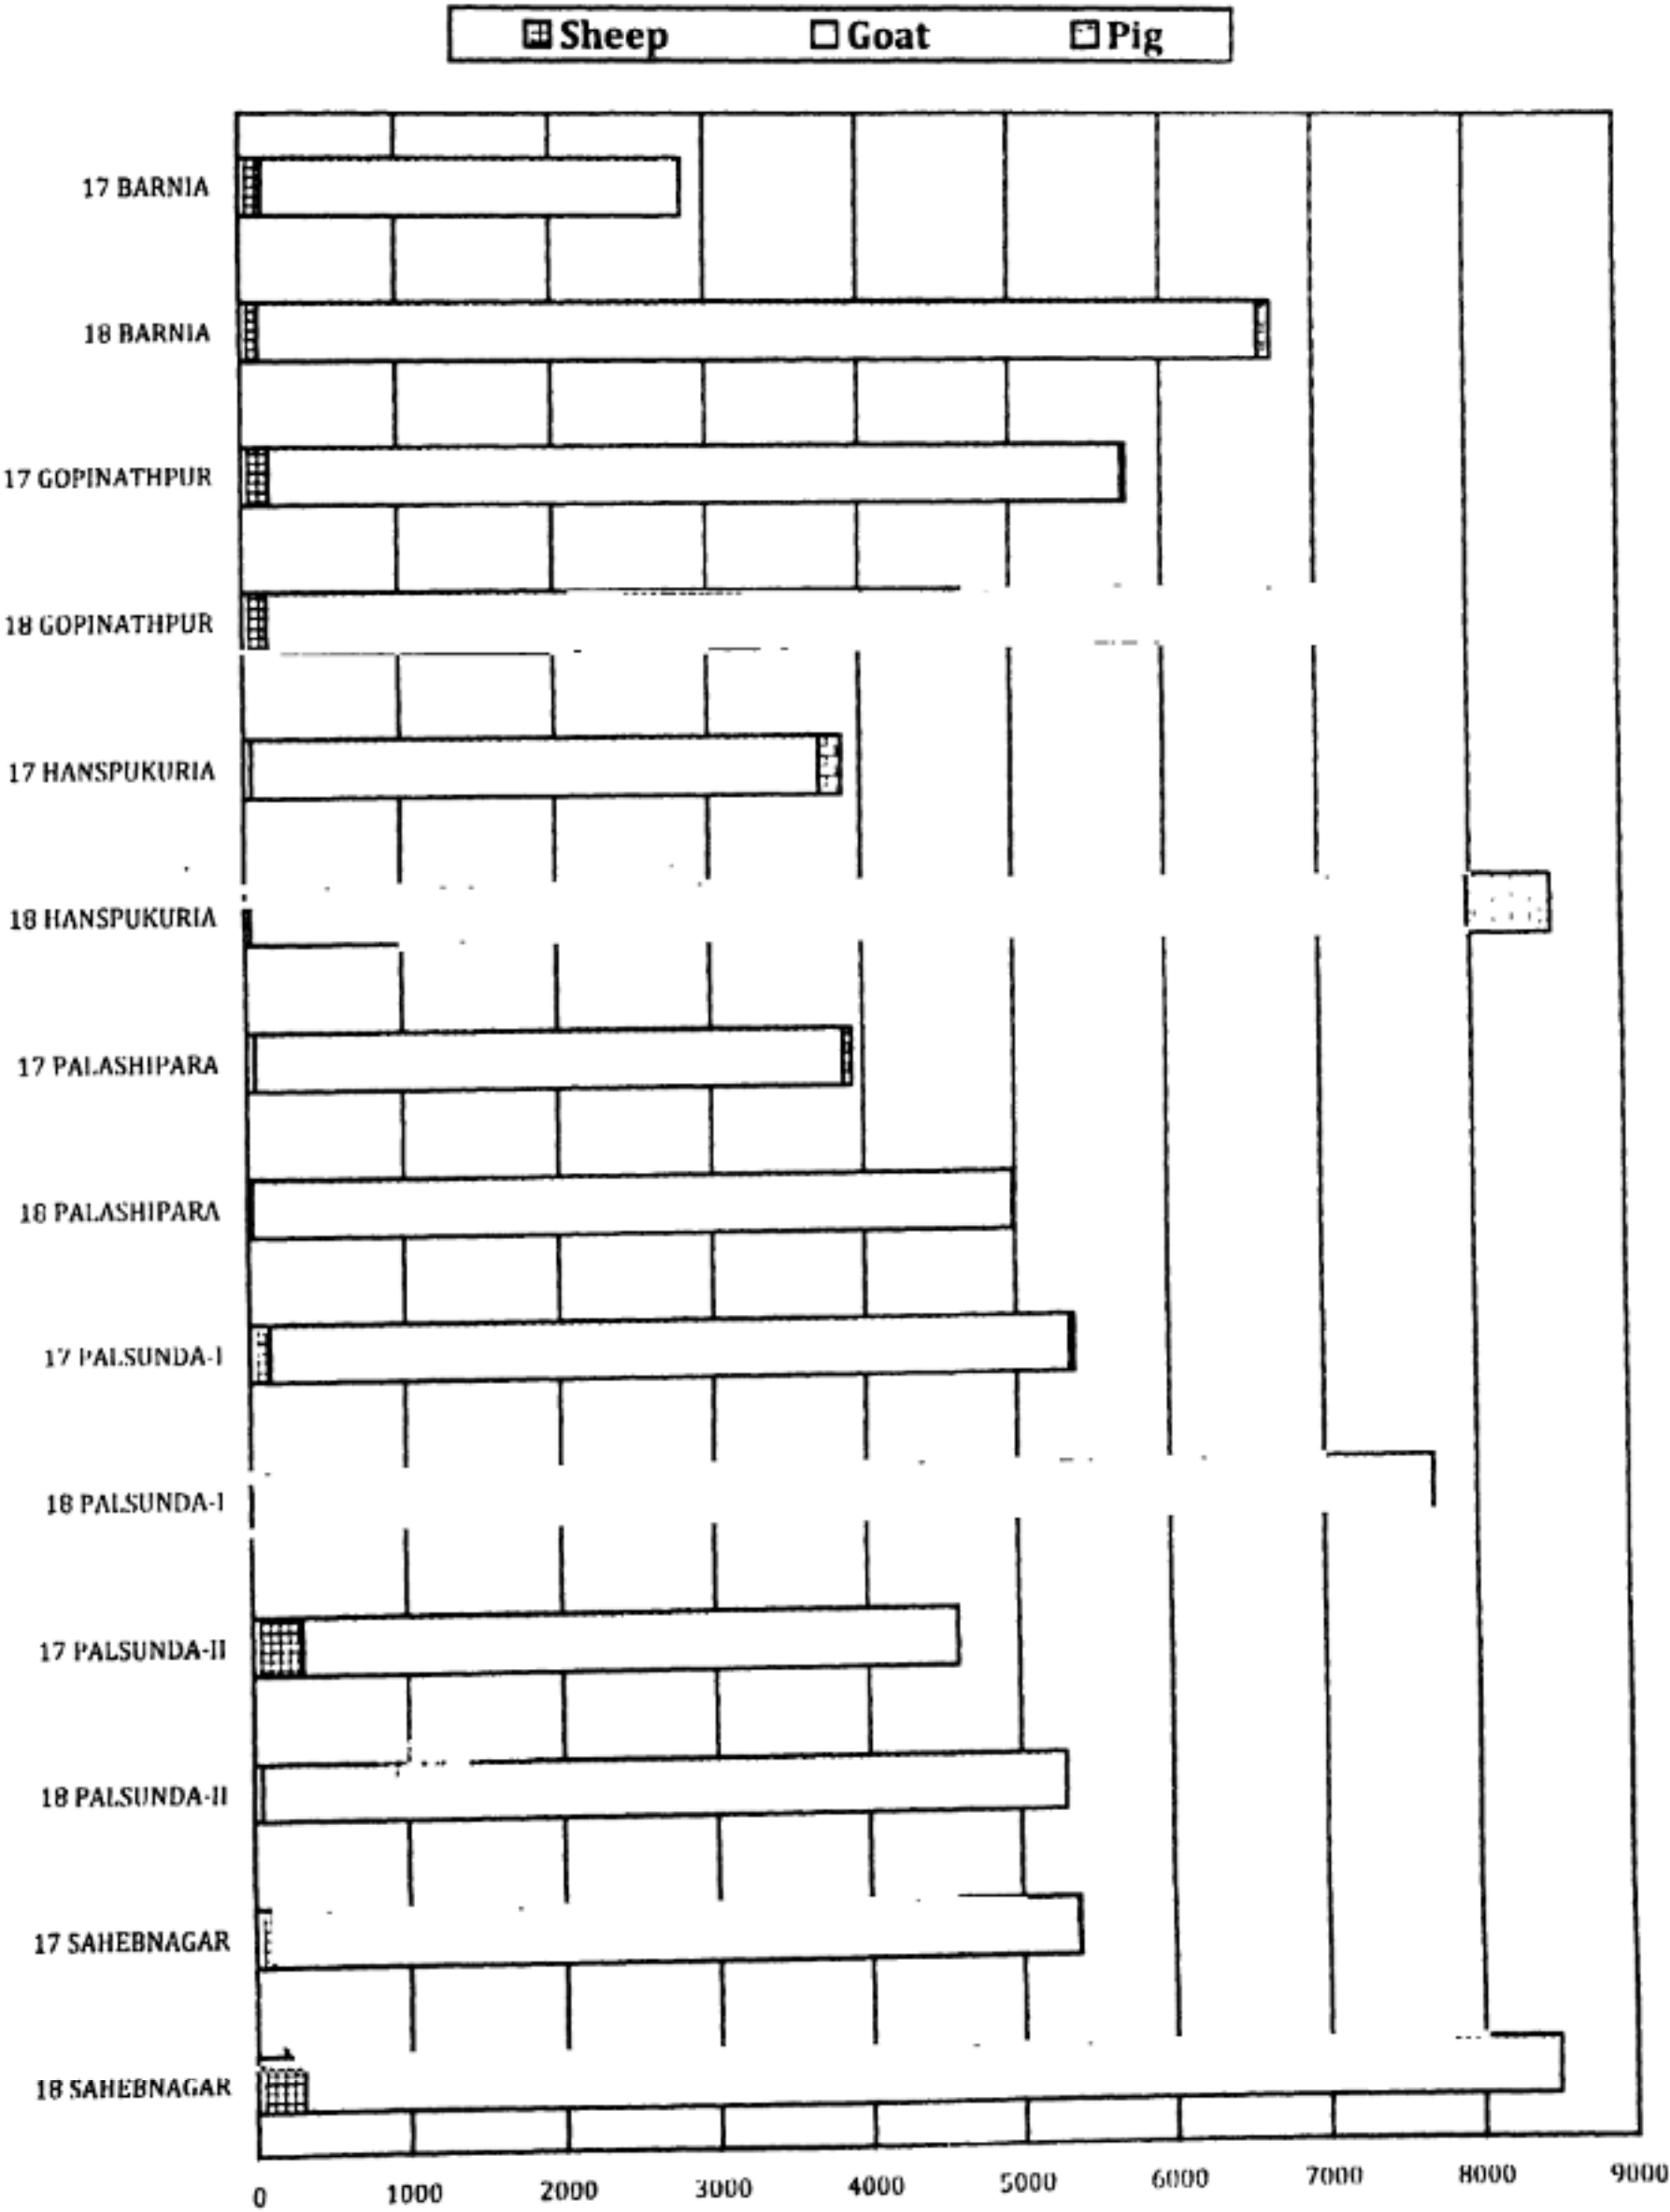 Sheep Goat Pig
17 BARNIA
18 BARNIA
17 GOPINATHPUR
18 GOPINATHPUR
17 HANSPUKURIA
18 HANSPUKURIA
17 PALASHIPARA
18 PALASHIPARA
17 PALSUNDA-I
18 PALSUNDA-I
17 PALSUNDA-II
18 PALSUNDA-II
17 SAHEBNAGAR
18 SAHEBNAGAR
0 1000 2000 3000 4000 5000 6000 7000 8000 9000